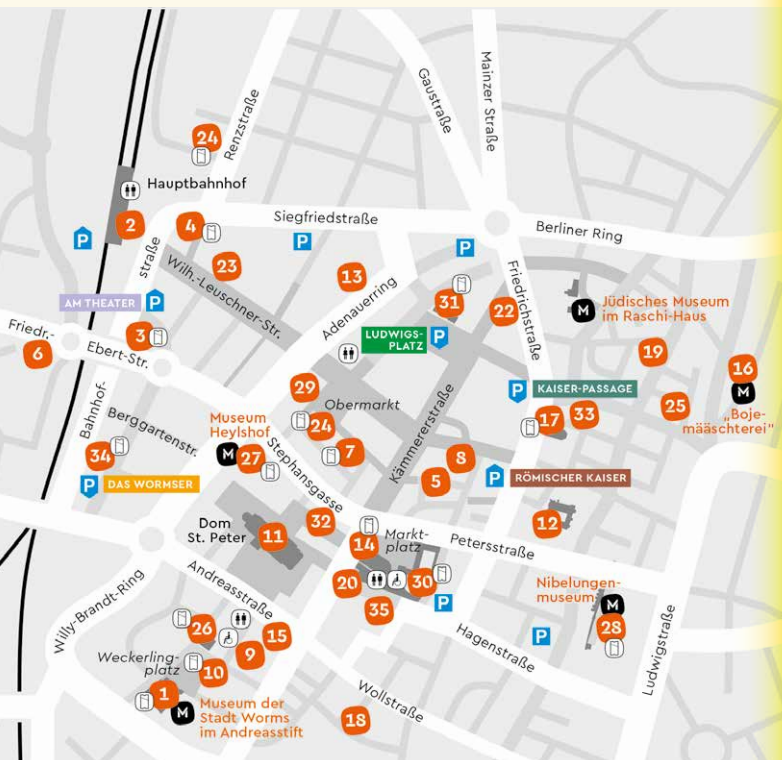 Gaustraße
Mainzer Straße
24
Renzstraße
Hauptbahnhof
2
4
Siegfriedstraße
Berliner Ring
P
P
P
straße
23
Wilh.-Leuschner-Str.
13
Adenauerring
31
22
Friedrichstraße
M
Jüdisches Museum
im Raschi-Haus
AM THEATER
P
Friedr.-
Ebert-Str.
6
3
LUDWIGS-
PLATZ
P
19
16
M
„Boje-
määschterei"
29
Obermarkt
24
7
P
KAISER-PASSAGE
17
33
25
Bahnhof-
Berggartenstr.
34
Museum
Heylshof
M
27
Stephansgasse
Kämmererstraße
8
5
P
DAS WORMSER
P
RÖMISCHER KAISER
Dom
St. Peter
11
32
14
Markt-
platz
Petersstraße
12
20
30
35
P
Hagenstraße
P
Nibelungen-
museum
M
28
Ludwigstraße
Willy-Brandt-Ring
Andreasstraße
26
15
9
Weckerling-
platz
10
1
M
Museum der
Stadt Worms
im Andreasstift
18
Wollstraße